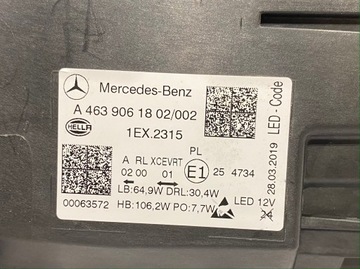 Mercedes-Benz
A 463 906 18 02/002
HELLA
1EX.2315
PL
A RL XCEVRT
02 00 01
E1
25 4734
LB:64,9W DRL:30,4W
LED 12V
00063572
HB:106,2W PO:7,7W
28.03.2019
LED-Code